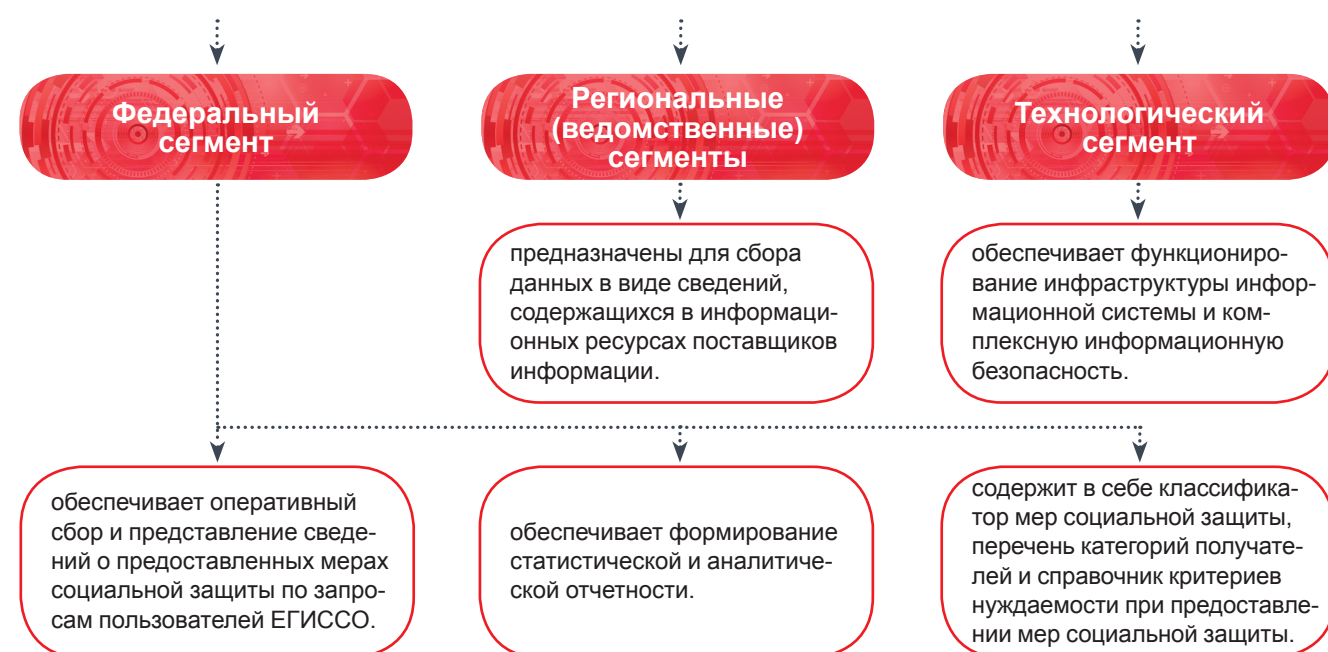 Федеральный
сегмент
Региональные
(ведомственные)
сегменты
Технологический
сегмент
предназначены для сбора
данных в виде сведений,
содержащихся в информаци-
онных ресурсах поставщиков
информации.
обеспечивает функциониро-
вание инфраструктуры инфор-
мационной системы и ком-
плексную информационную
безопасность.
обеспечивает оперативный
сбор и представление сведе-
ний о предоставленных мерах
социальной защиты по запро-
сам пользователей ЕГИССО.
обеспечивает формирование
статистической и аналитиче-
ской отчетности.
содержит в себе классифика-
тор мер социальной защиты,
перечень категорий получате-
лей и справочник критериев
нуждаемости при предоставле-
нии мер социальной защиты.